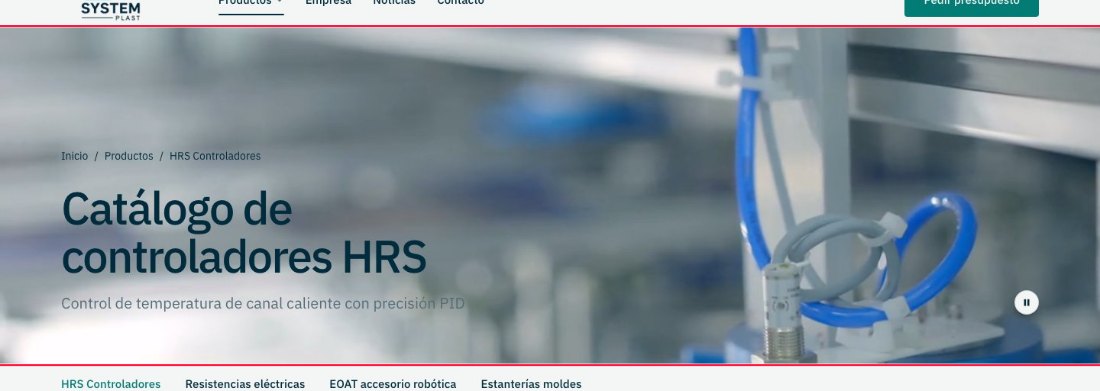 SYSTEM
PLAST
Productos Empresa Noticias Contacto
Pedir presupuesto
Inicio / Productos / HRS Controladores
Catálogo de
controladores HRS
Control de temperatura de canal caliente con precisión PID
HRS Controladores Resistencias eléctricas EOAT accesorio robótica Estanterías moldes